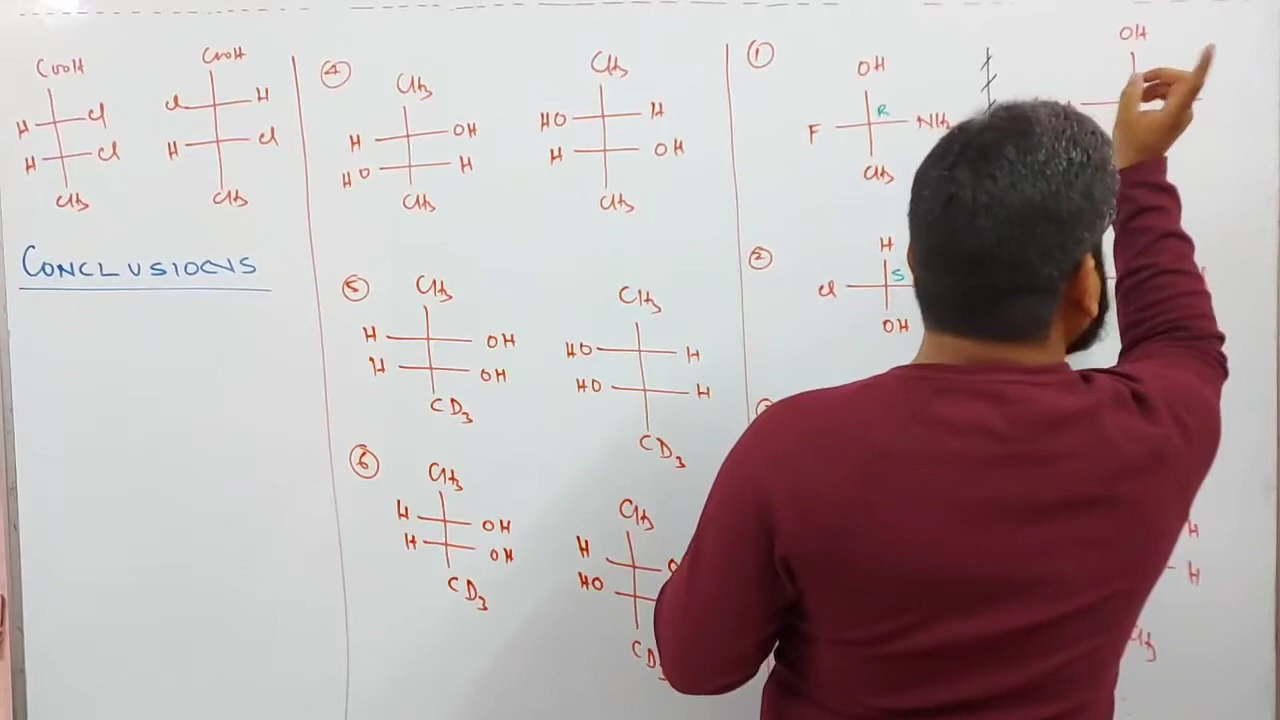 COOH COOH
Cl H
H Cl
H Cl
H Cl
CH3 CH3
CONCLUSIONS
4
CH3 CH3
H OH HO H
HO H H OH
CH3 CH3
5
CH3 CH3
H OH HO H
H OH HO H
CD3 CD3
6
CH3 CH3
H OH H
H OH HO
CD3 CD3
1
OH OH
R
F NH2
CH3
2
H
S
Cl
OH
H
H
CH3